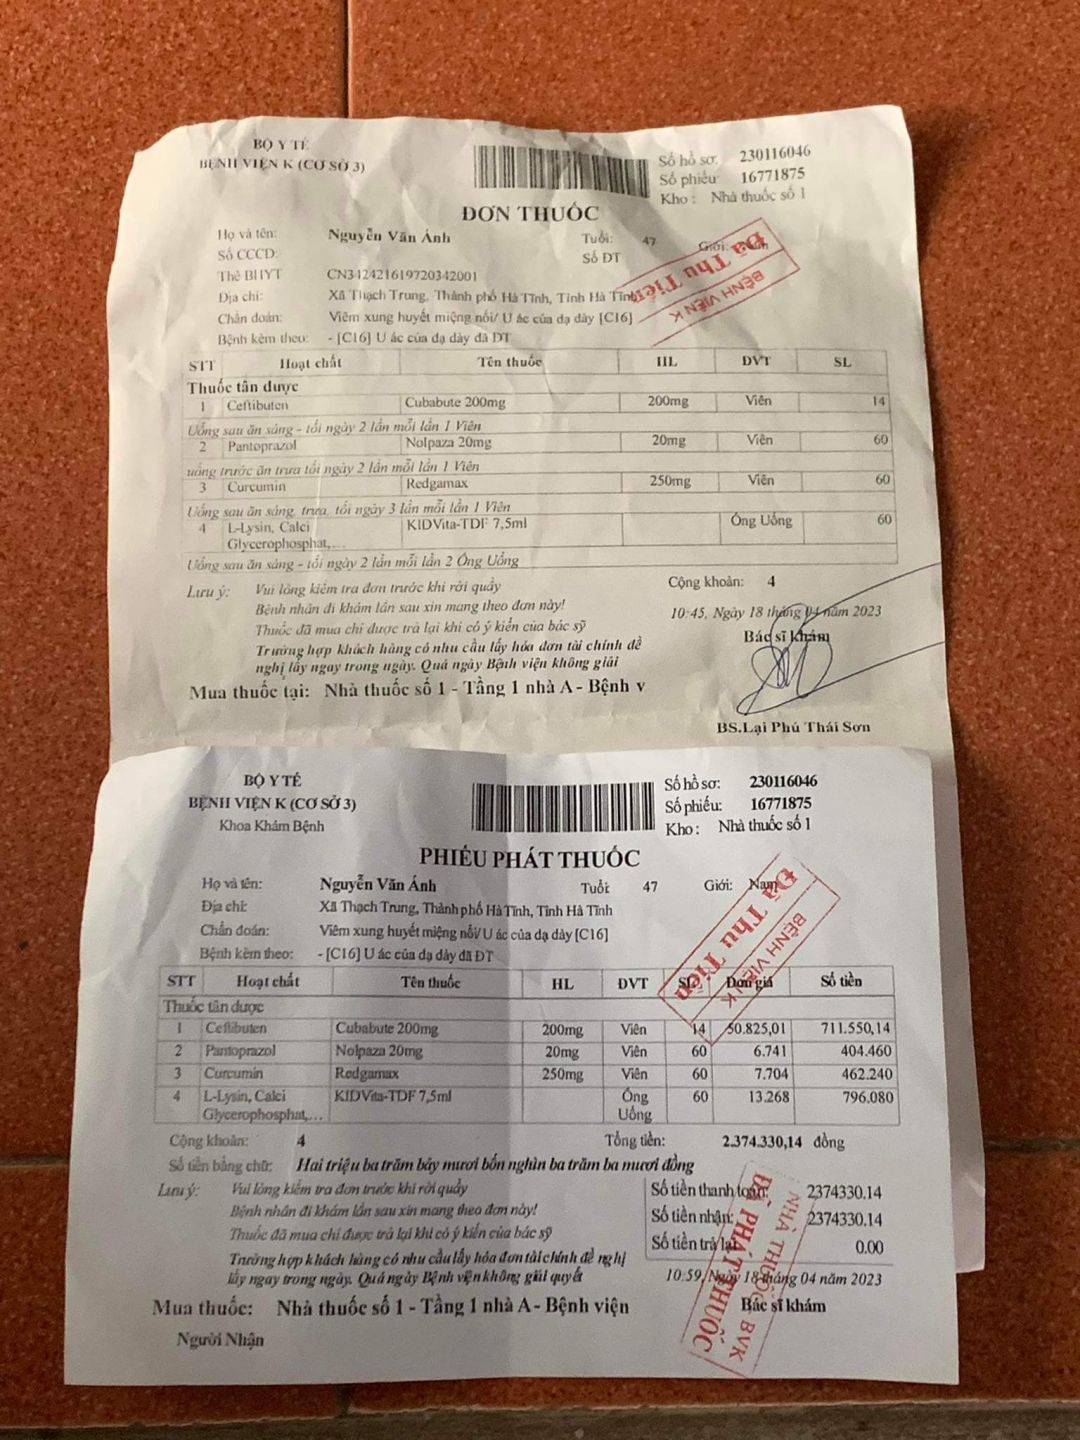 BỘ Y TẾ
BỆNH VIỆN K (CƠ SỞ 3)
Số hồ sơ: 230116046
Số phiếu: 16771875
Kho : Nhà thuốc số 1
ĐƠN THUỐC
Họ và tên: Nguyễn Văn Ánh Tuổi: 47 Giới: Nam
Số CCCD: Số ĐT
Thẻ BHYT CN342421619720342001
Địa chỉ: Xã Thạch Trung, Thành phố Hà Tĩnh, Tỉnh Hà Tĩnh
Chẩn đoán: Viêm xung huyết miệng nối/ U ác của dạ dày [C16]
Bệnh kèm theo: - [C16] U ác của dạ dày đã ĐT
Đã Thu Tiền
BỆNH VIỆN K
STT Hoạt chất Tên thuốc HL ĐVT SL
Thuốc tân dược
1 Ceftibuten Cubabute 200mg 200mg Viên 14
Uống sau ăn sáng - tối ngày 2 lần mỗi lần 1 Viên
2 Pantoprazol Nolpaza 20mg 20mg Viên 60
uống trước ăn trưa tối ngày 2 lần mỗi lần 1 Viên
3 Curcumin Redgamax 250mg Viên 60
Uống sau ăn sáng, trưa, tối ngày 3 lần mỗi lần 1 Viên
4 L-Lysin, Calci KIDVita-TDF 7,5ml Ống Uống 60
Glycerophosphat,...
Uống sau ăn sáng - tối ngày 2 lần mỗi lần 2 Ống Uống
Lưu ý: Vui lòng kiểm tra đơn trước khi rời quầy Cộng khoản: 4
Bệnh nhân đi khám lần sau xin mang theo đơn này! 10:45, Ngày 18 tháng 04 năm 2023
Thuốc đã mua chỉ được trả lại khi có ý kiến của bác sỹ Bác sĩ khám
Trường hợp khách hàng có nhu cầu lấy hóa đơn tài chính đề
nghị lấy ngay trong ngày. Quá ngày Bệnh viện không giải
Mua thuốc tại: Nhà thuốc số 1 - Tầng 1 nhà A - Bệnh v
BS.Lại Phú Thái Sơn
BỘ Y TẾ
BỆNH VIỆN K (CƠ SỞ 3)
Khoa Khám Bệnh
Số hồ sơ: 230116046
Số phiếu: 16771875
Kho : Nhà thuốc số 1
PHIẾU PHÁT THUỐC
Họ và tên: Nguyễn Văn Ánh Tuổi: 47 Giới: Nam
Địa chỉ: Xã Thạch Trung, Thành phố Hà Tĩnh, Tỉnh Hà Tĩnh
Chẩn đoán: Viêm xung huyết miệng nối/ U ác của dạ dày [C16]
Bệnh kèm theo: - [C16] U ác của dạ dày đã ĐT
Đã Thu Tiền
BỆNH VIỆN K
STT Hoạt chất Tên thuốc HL ĐVT SL Đơn giá Số tiền
Thuốc tân dược
1 Ceftibuten Cubabute 200mg 200mg Viên 14 50.825,01 711.550,14
2 Pantoprazol Nolpaza 20mg 20mg Viên 60 6.741 404.460
3 Curcumin Redgamax 250mg Viên 60 7.704 462.240
4 L-Lysin, Calci KIDVita-TDF 7,5ml Ống 60 13.268 796.080
Glycerophosphat,... Uống
Cộng khoản: 4 Tổng tiền: 2.374.330,14 đồng
Số tiền bằng chữ: Hai triệu ba trăm bảy mươi bốn nghìn ba trăm ba mươi đồng
Lưu ý: Vui lòng kiểm tra đơn trước khi rời quầy
Bệnh nhân đi khám lần sau xin mang theo đơn này!
Thuốc đã mua chỉ được trả lại khi có ý kiến của bác sỹ
Trường hợp khách hàng có nhu cầu lấy hóa đơn tài chính đề nghị
lấy ngay trong ngày. Quá ngày Bệnh viện không giải quyết
Số tiền thanh toán: 2374330.14
Số tiền nhận: 2374330.14
Số tiền trả lại 0.00
10:59, Ngày 18 tháng 04 năm 2023
Mua thuốc: Nhà thuốc số 1 - Tầng 1 nhà A - Bệnh viện Bác sĩ khám
Người Nhận
NHÀ THUỐC BVK
ĐÃ PHÁT THUỐC